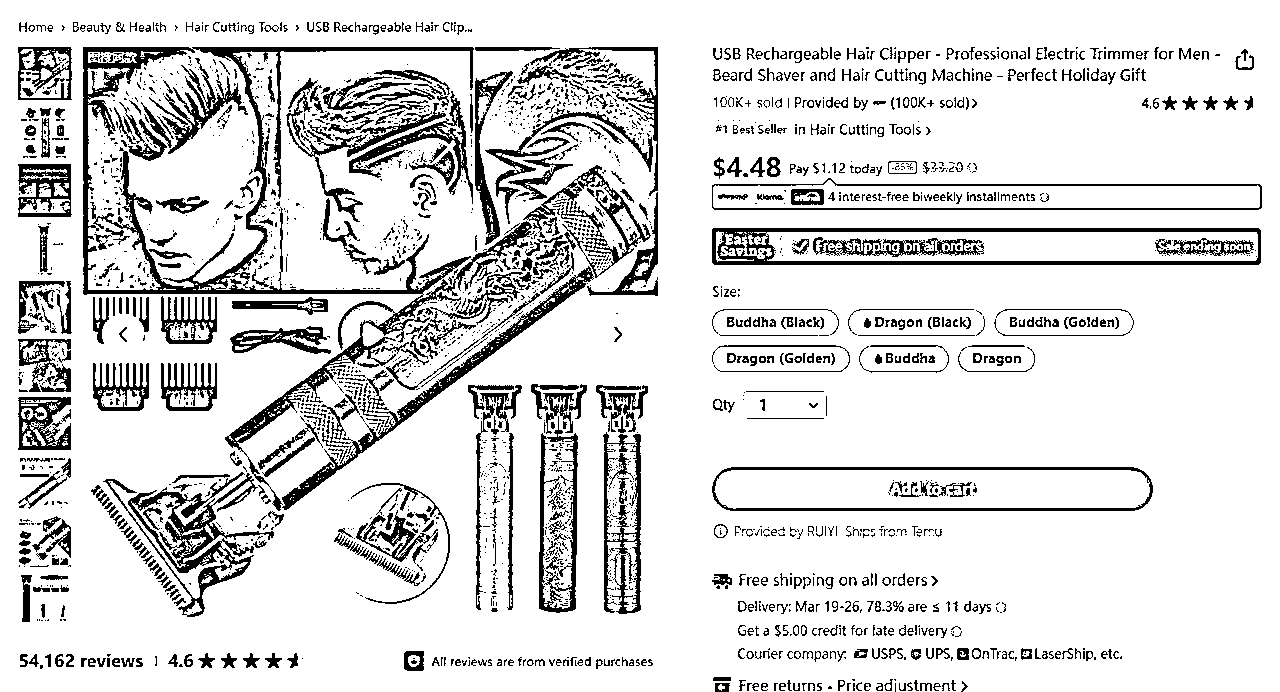 Home › Beauty & Health › Hair Cutting Tools › USB Rechargeable Hair Clip...
USB Rechargeable Hair Clipper - Professional Electric Trimmer for Men -
Beard Shaver and Hair Cutting Machine - Perfect Holiday Gift
100K+ sold | Provided by (100K+ sold) ›
4.6
#1 Best Seller in Hair Cutting Tools ›
$4.48 Pay $1.12 today -85% $33.20
Klarna. 4 interest-free biweekly installments
Easter Savings Free shipping on all orders Sale ending soon
Size:
Buddha (Black) Dragon (Black) Buddha (Golden)
Dragon (Golden) Buddha Dragon
Qty 1
Add to cart
Provided by RUIYI Ships from Temu
Free shipping on all orders ›
Delivery: Mar 19-26, 78.3% are ≤ 11 days
Get a $5.00 credit for late delivery
Courier company: USPS, UPS, OnTrac, LaserShip, etc.
Free returns · Price adjustment ›
54,162 reviews | 4.6
All reviews are from verified purchases